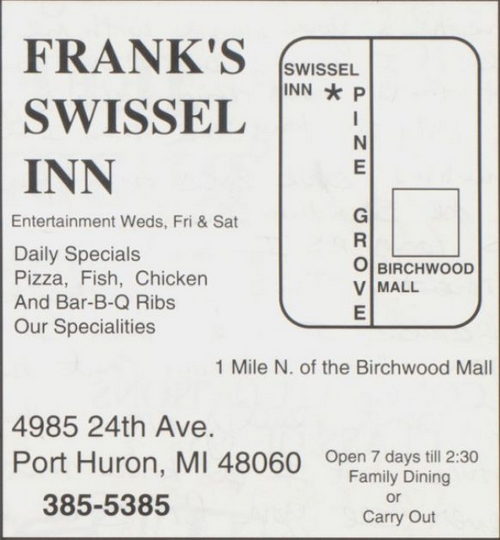 FRANK'S
SWISSEL
INN
Entertainment Weds, Fri & Sat
Daily Specials
Pizza, Fish, Chicken
And Bar-B-Q Ribs
Our Specialities
SWISSEL
INN *
PINE GROVE
BIRCHWOOD
MALL
1 Mile N. of the Birchwood Mall
4985 24th Ave.
Port Huron, MI 48060
385-5385
Open 7 days till 2:30
Family Dining
or
Carry Out